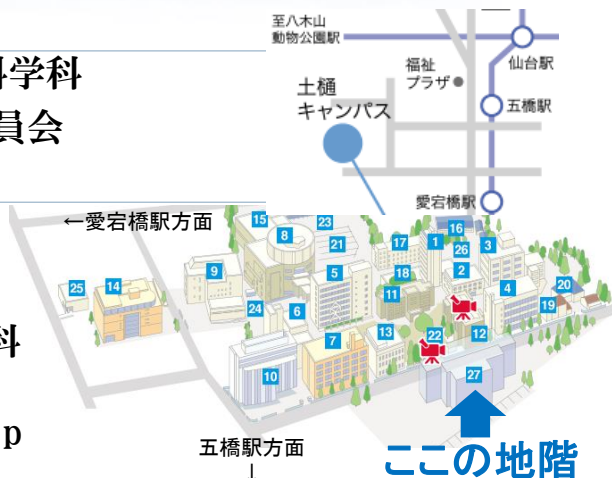 至八木山
動物公園駅
仙台駅
福祉
プラザ
土樋
キャンパス
五橋駅
愛宕橋駅
学科
員会
←愛宕橋駅方面
15
23
8
21
17
1
16
26
3
9
5
18
2
25
14
11
4
20
19
24
6
22
12
7
13
10
27
科
p
五橋駅方面
ここの地階